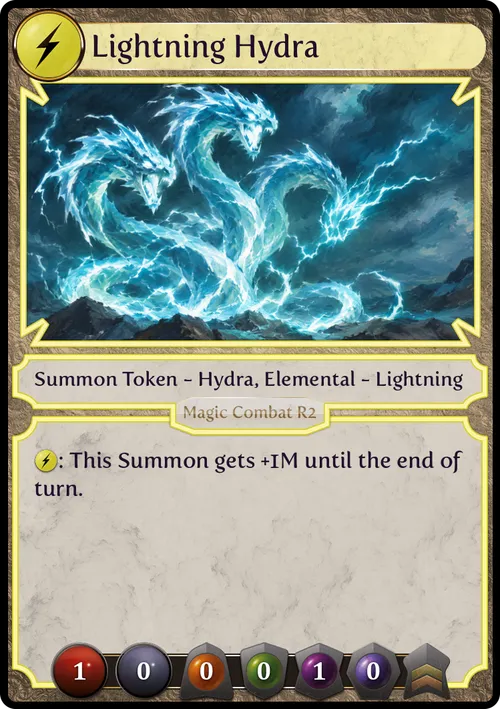 Lightning Hydra
Summon Token ~ Hydra, Elemental ~ Lightning
Magic Combat R2
: This Summon gets +1M until the end of
turn.
1* 0* 0 0 1 0